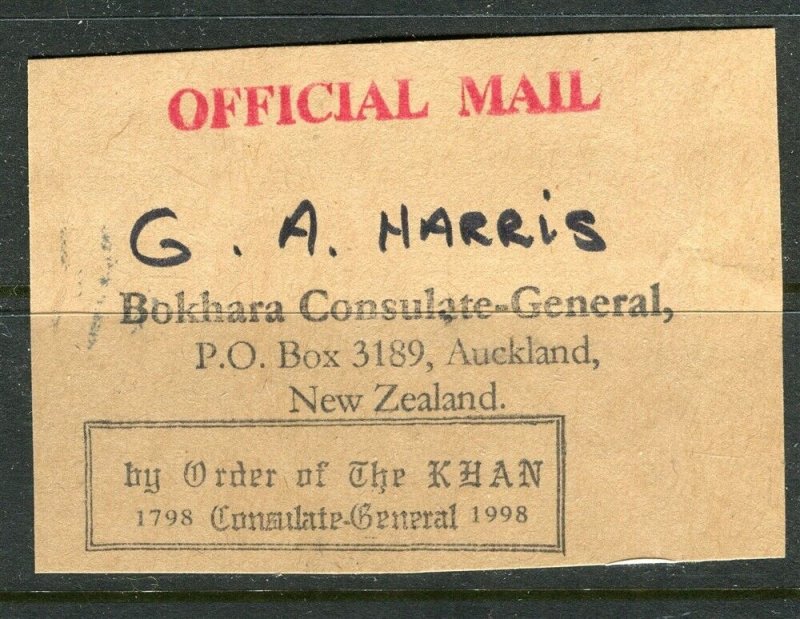 OFFICIAL MAIL
G. A. HARRiS
Bokhara Consulate-General,
P.O. Box 3189, Auckland,
New Zealand.
by Order of The KHAN
1798 Consulate-General 1998